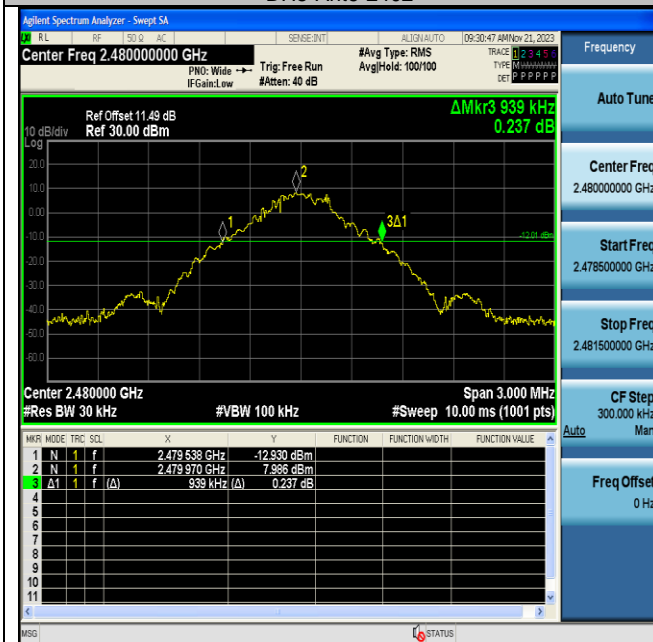 Agilent Spectrum Analyzer - Swept SA
RL RF 50 Ω AC SENSE:INT ALIGN AUTO 09:30:47 AM Nov 21, 2023
Center Freq 2.480000000 GHz
PNO: Wide
IFGain:Low
Trig: Free Run
#Atten: 40 dB
#Avg Type: RMS
Avg|Hold: 100/100
TRACE 1 2 3 4 5 6
TYPE M
DET P P P P P
Frequency
Auto Tune
Center Freq
2.480000000 GHz
Start Freq
2.478500000 GHz
Stop Freq
2.481500000 GHz
CF Step
300.000 kHz
Auto Man
Freq Offset
0 Hz
Ref Offset 11.49 dB
10 dB/div Ref 30.00 dBm
Log
ΔMkr3 939 kHz
0.237 dB
20.0
10.0
0.00
-10.0
-20.0
-30.0
-40.0
-50.0
-60.0
1
2
3Δ1
-12.01 dBm
Center 2.480000 GHz Span 3.000 MHz
#Res BW 30 kHz #VBW 100 kHz #Sweep 10.00 ms (1001 pts)
MKR MODE TRC SCL X Y FUNCTION FUNCTION WIDTH FUNCTION VALUE
1 N 1 f 2.479 538 GHz -12.930 dBm
2 N 1 f 2.479 970 GHz 7.986 dBm
3 Δ1 1 f (Δ) 939 kHz (Δ) 0.237 dB
4
5
6
7
8
9
10
11
MSG STATUS